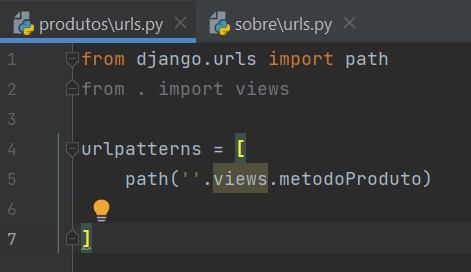 produtos\urls.py × sobre\urls.py ×
1 from django.urls import path
2 from . import views
3
4 urlpatterns = [
5 path(''.views.metodoProduto)
6
7 ]